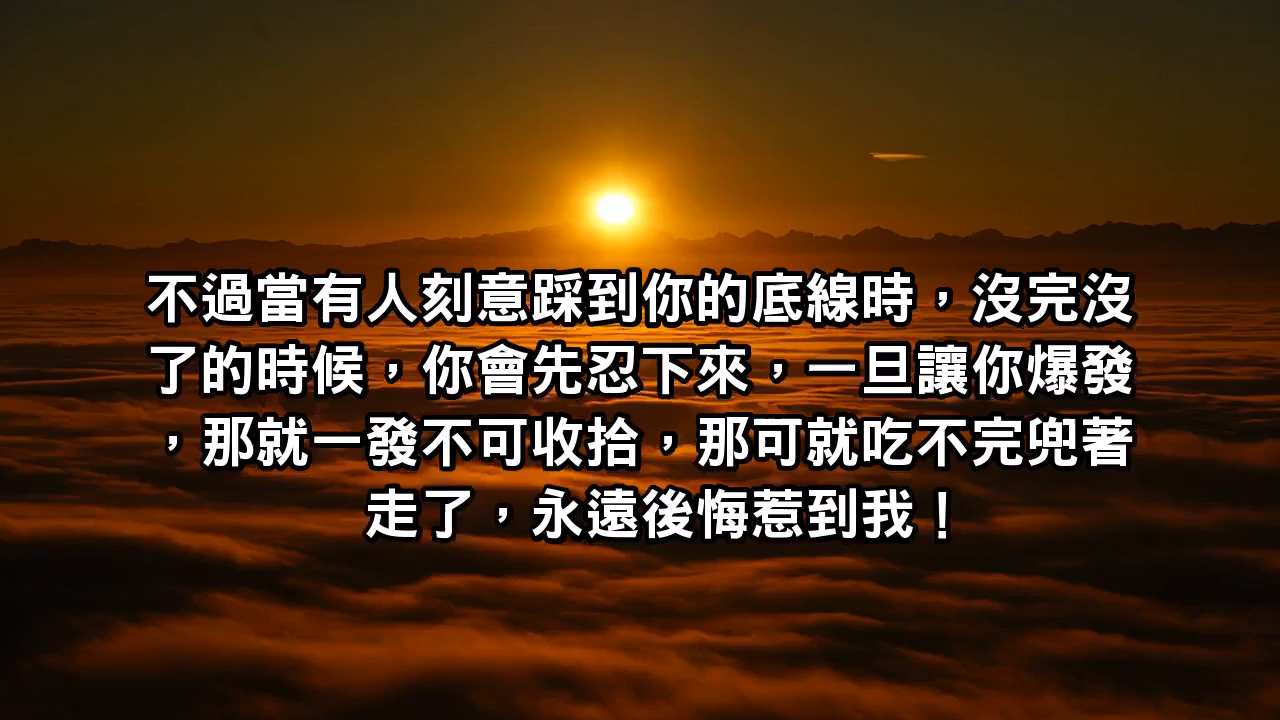 不過當有人刻意踩到你的底線時，沒完沒
了的時候，你會先忍下來，一旦讓你爆發
，那就一發不可收拾，那可就吃不完兜著
走了，永遠後悔惹到我！